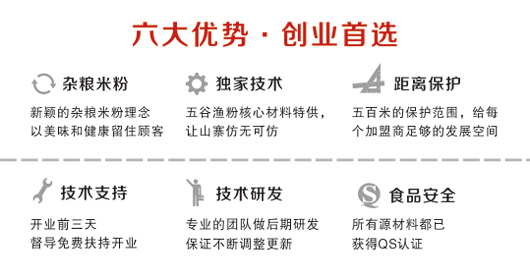 六大优势·创业首选
杂粮米粉
新颖的杂粮米粉理念
以美味和健康留住顾客
独家技术
五谷渔粉核心材料特供，
让山寨仿无可仿
距离保护
五百米的保护范围，给每
个加盟商足够的发展空间
技术支持
开业前三天
督导免费扶持开业
技术研发
专业的团队做后期研发
保证不断调整更新
食品安全
所有源材料都已
获得QS认证